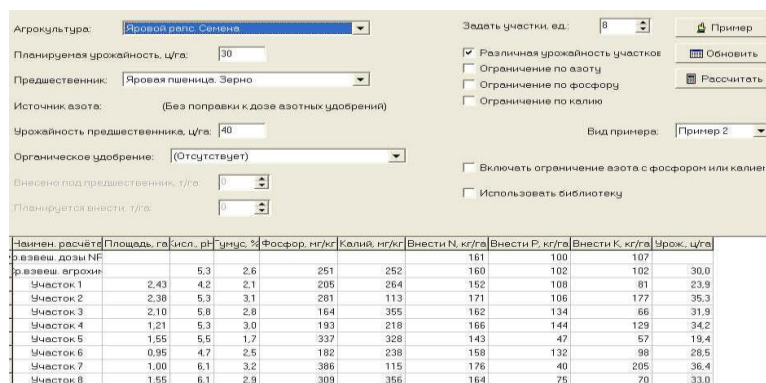 Агрокультура: Яровой рапс. Семена
Задать участки, ед.: 8
Пример
Планируемая урожайность, ц/га: 30
Различная урожайность участков
Обновить
Ограничение по азоту
Предшественник: Яровая пшеница. Зерно
Ограничение по фосфору
Рассчитать
Ограничение по калию
Источник азота: (Без поправки к дозе азотных удобрений)
Урожайность предшественника, ц/га: 40
Вид примера: Пример 2
Органическое удобрение: (Отсутствует)
Включать ограничение азота с фосфором или калием
Внесено под предшественник, т/га: 0
Использовать библиотеку
Планируется внести, т/га: 0
Наимен. расчёта Площадь, га Кисл., pH Гумус, % Фосфор, мг/кг Калий, мг/кг Внести N, кг/га Внести P, кг/га Внести K, кг/га Урож., ц/га
р.взвеш. дозы NP 161 100 107
р.взвеш. агрохим 5,3 2,6 251 252 160 102 102 30,0
Участок 1 2,43 4,2 2,1 205 264 152 108 81 23,9
Участок 2 2,38 5,3 3,1 281 113 171 106 177 35,3
Участок 3 2,10 5,8 2,8 164 355 162 134 66 31,9
Участок 4 1,21 5,3 3,0 193 218 166 144 129 34,2
Участок 5 1,55 5,5 1,7 337 328 143 47 57 19,4
Участок 6 0,95 4,7 2,5 182 238 158 132 98 28,5
Участок 7 1,00 6,1 3,2 386 115 176 40 205 36,4
Участок 8 1,55 6,1 2,9 309 356 164 75 70 33,0